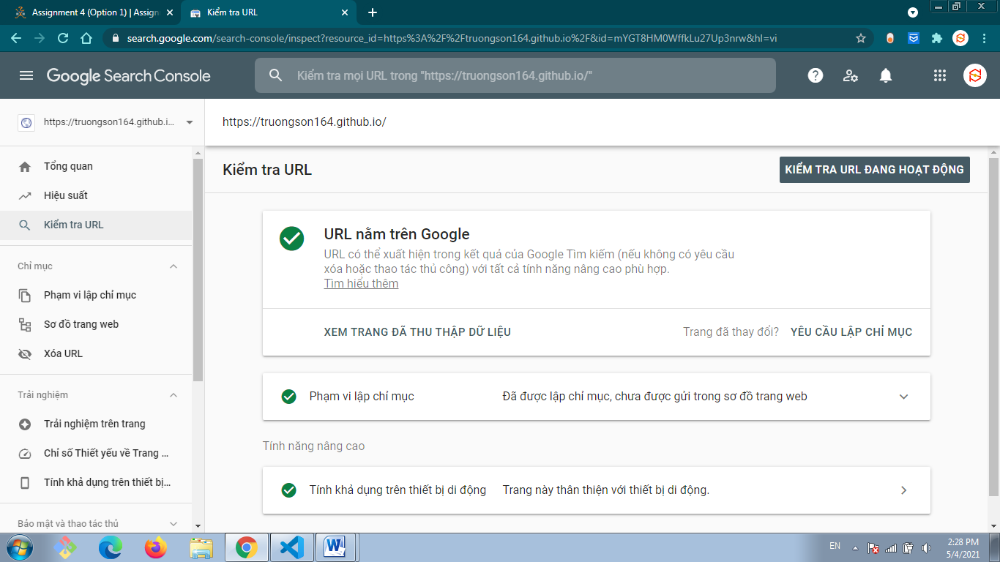 Assignment 4 (Option 1) | Assign
Kiểm tra URL
search.google.com/search-console/inspect?resource_id=https%3A%2F%2Ftruongson164.github.io%2F&id=mYGT8HM0WffkLu27Up3nrw&hl=vi
Google Search Console
Kiểm tra mọi URL trong "https://truongson164.github.io/"
https://truongson164.github.i...
https://truongson164.github.io/
Tổng quan
Hiệu suất
Kiểm tra URL
Chỉ mục
Phạm vi lập chỉ mục
Sơ đồ trang web
Xóa URL
Trải nghiệm
Trải nghiệm trên trang
Chỉ số Thiết yếu về Trang ...
Tính khả dụng trên thiết bị...
Bảo mật và thao tác thủ
Kiểm tra URL
KIỂM TRA URL ĐANG HOẠT ĐỘNG
URL nằm trên Google
URL có thể xuất hiện trong kết quả của Google Tìm kiếm (nếu không có yêu cầu
xóa hoặc thao tác thủ công) với tất cả tính năng nâng cao phù hợp.
Tìm hiểu thêm
XEM TRANG ĐÃ THU THẬP DỮ LIỆU
Trang đã thay đổi? YÊU CẦU LẬP CHỈ MỤC
Phạm vi lập chỉ mục Đã được lập chỉ mục, chưa được gửi trong sơ đồ trang web
Tính năng nâng cao
Tính khả dụng trên thiết bị di động Trang này thân thiện với thiết bị di động.
EN
2:28 PM
5/4/2021